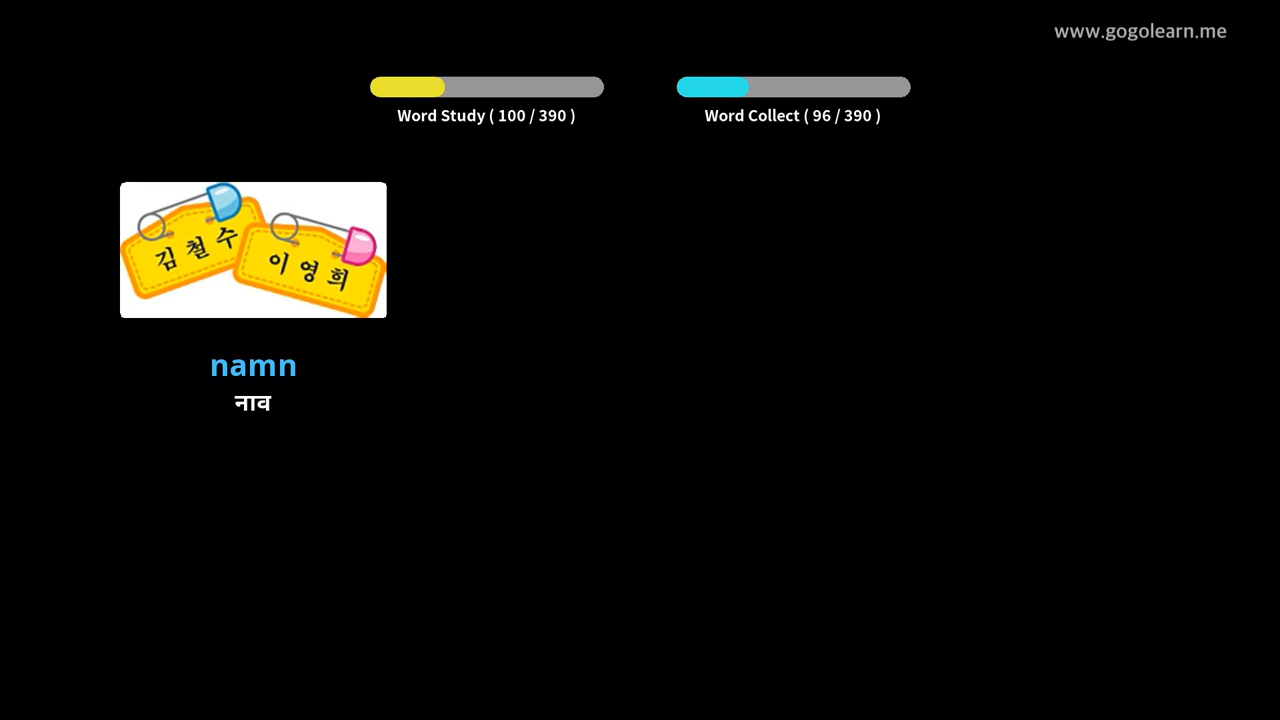 www.gogolearn.me
Word Study ( 100 / 390 )
Word Collect ( 96 / 390 )
김철수
이영희
namn
नाव